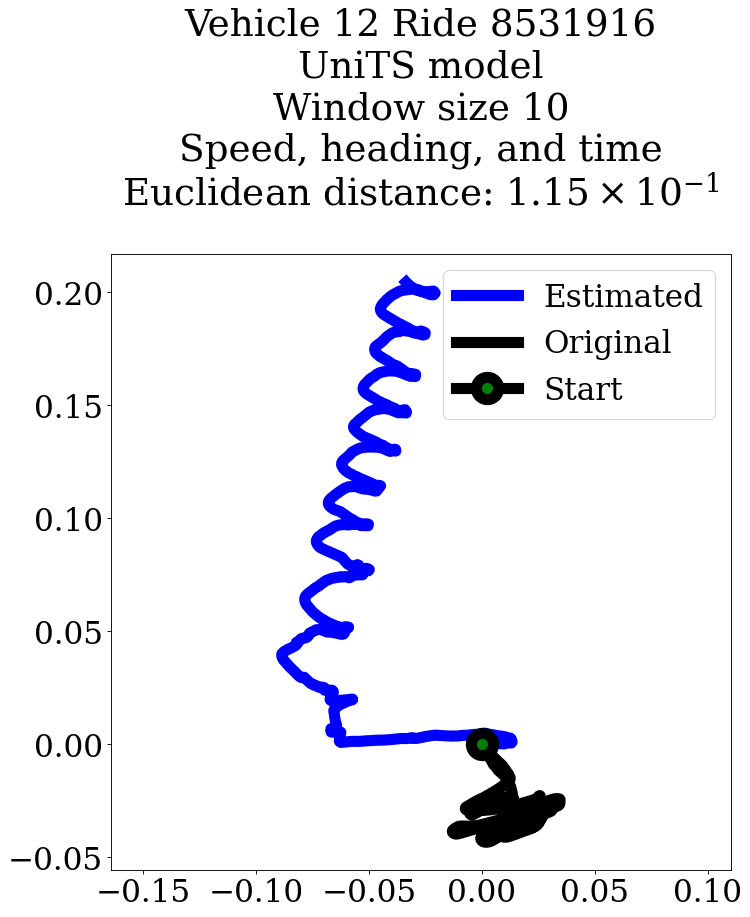 Vehicle 12 Ride 8531916
UniTS model
Window size 10
Speed, heading, and time
Euclidean distance: 1.15 × 10⁻¹
Estimated
Original
Start
0.20
0.15
0.10
0.05
0.00
−0.05
−0.15 −0.10 −0.05 0.00 0.05 0.10